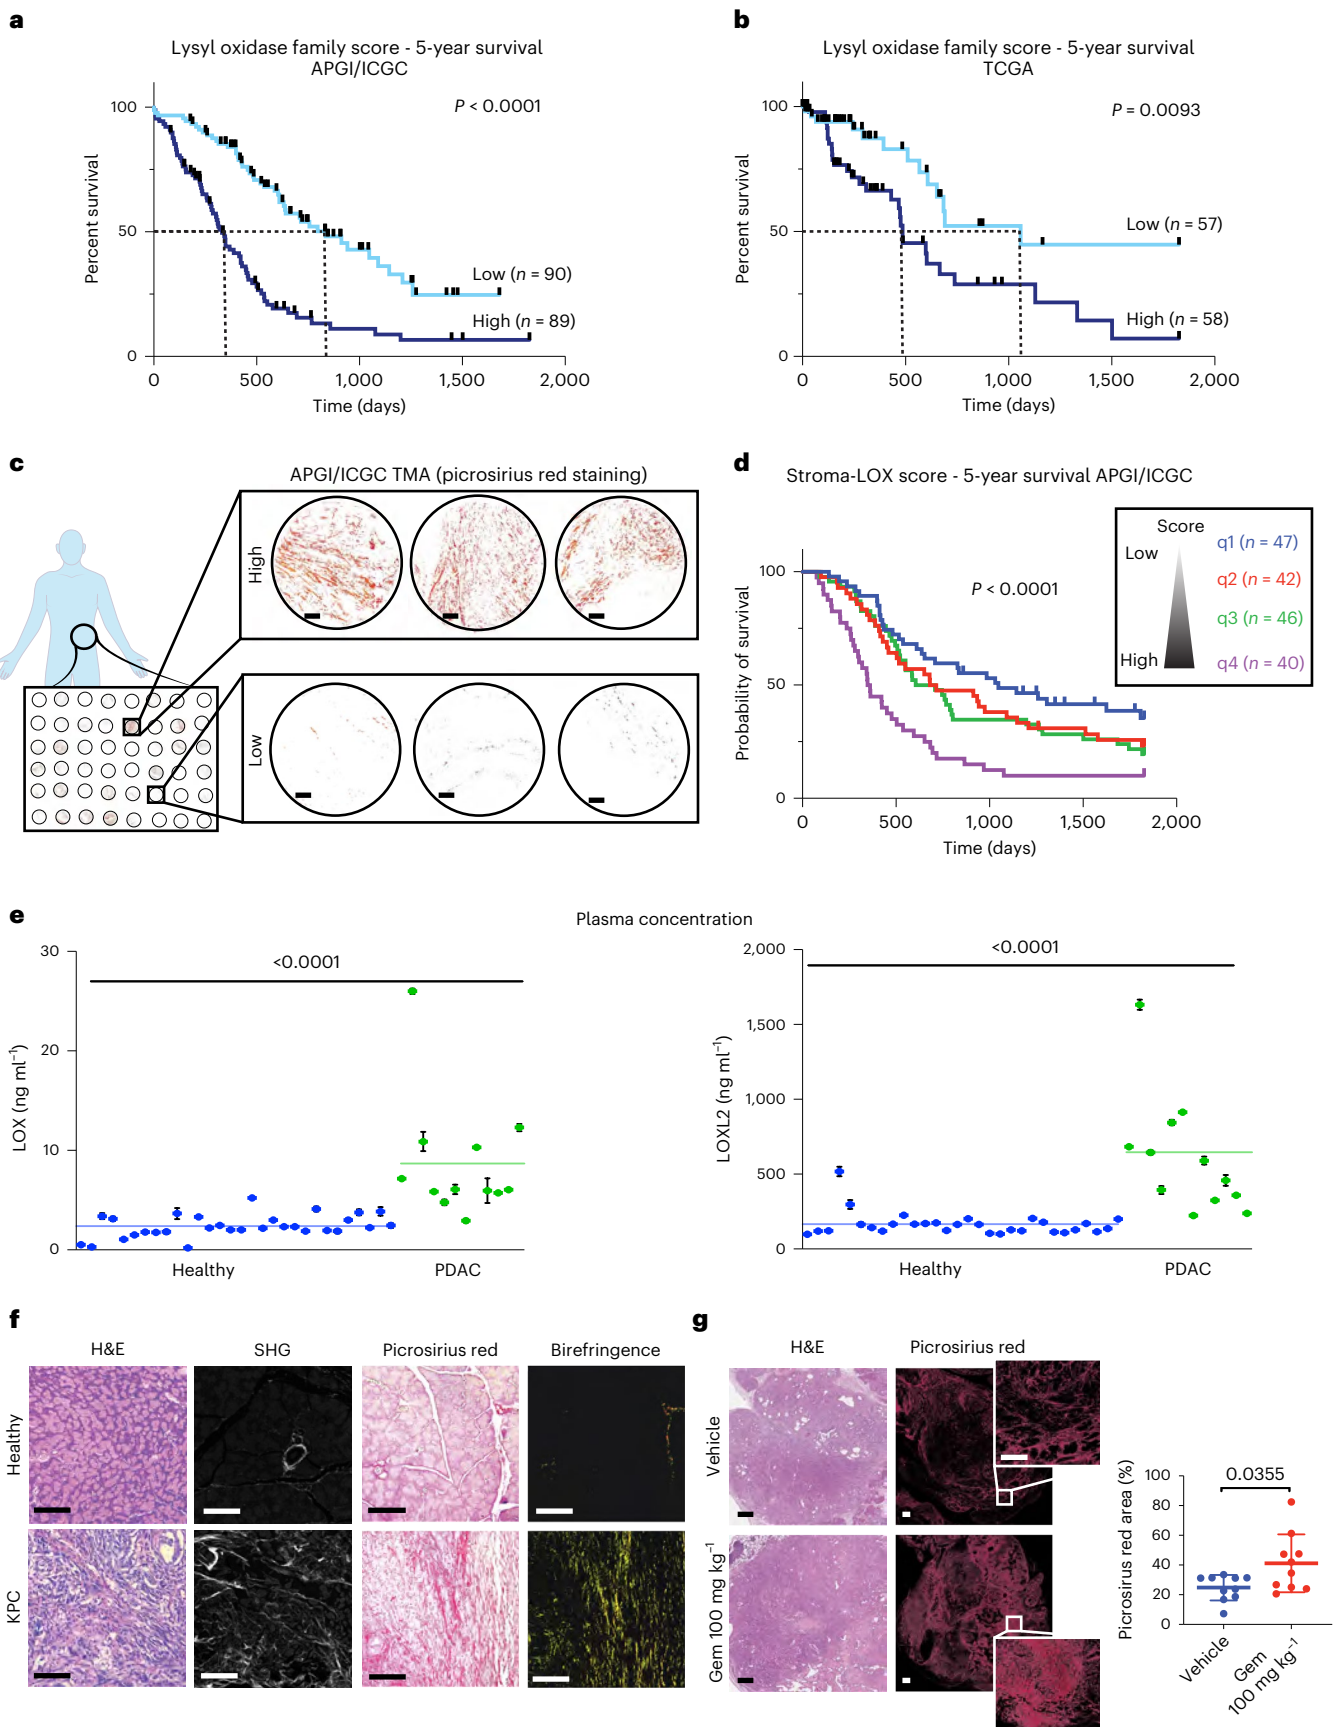 a
Lysyl oxidase family score - 5-year survival
APGI/ICGC
P < 0.0001
100
50
0
Percent survival
Low (n = 90)
High (n = 89)
0 500 1,000 1,500 2,000
Time (days)
b
Lysyl oxidase family score - 5-year survival
TCGA
P = 0.0093
100
50
0
Percent survival
Low (n = 57)
High (n = 58)
0 500 1,000 1,500 2,000
Time (days)
c
APGI/ICGC TMA (picrosirius red staining)
High
Low
d
Stroma-LOX score - 5-year survival APGI/ICGC
Score
Low
High
q1 (n = 47)
q2 (n = 42)
q3 (n = 46)
q4 (n = 40)
P < 0.0001
100
50
0
Probability of survival
0 500 1,000 1,500 2,000
Time (days)
e
Plasma concentration
<0.0001
30
20
10
0
LOX (ng ml⁻¹)
Healthy PDAC
<0.0001
2,000
1,500
1,000
500
0
LOXL2 (ng ml⁻¹)
Healthy PDAC
f
H&E SHG Picrosirius red Birefringence
Healthy
KPC
g
H&E Picrosirius red
Vehicle
Gem 100 mg kg⁻¹
0.0355
100
80
60
40
20
0
Picrosirus red area (%)
Vehicle
Gem
100 mg kg⁻¹